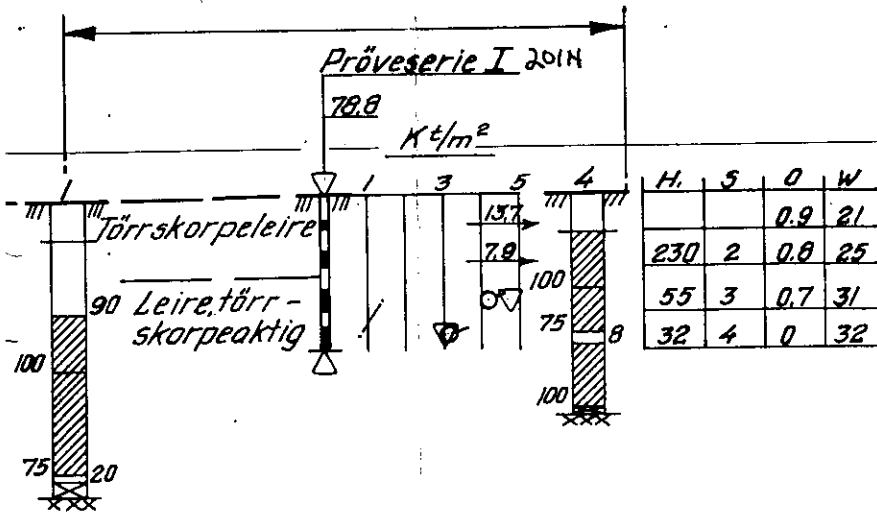 Pröveserie I 201N
78.8
K t/m²
1 1 3 5 4 H. S O W
Törrskorpeleire 13.7 0.9 21
7.9 230 2 0.8 25
90 Leire, törr- 100 55 3 0.7 31
skorpeaktig 75 8 32 4 0 32
100 100
75 20